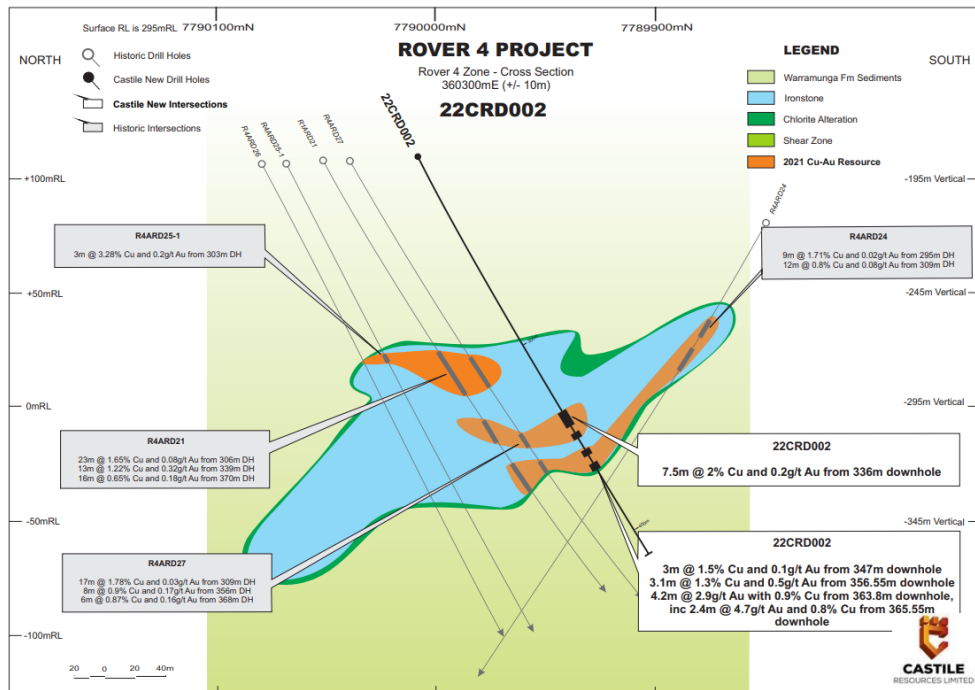 7790100mN
7790000mN
7789900mN
Surface RL is 295mRL
NORTH
Historic Drill Holes
Castile New Drill Holes
Castile New Intersections
Historic Intersections
ROVER 4 PROJECT
Rover 4 Zone - Cross Section
360300mE (+/- 10m)
22CRD002
LEGEND
SOUTH
Warramunga Fm Sediments
Ironstone
Chlorite Alteration
Shear Zone
2021 Cu-Au Resource
R4ARD26
R4ARD25-1
R1ARD21
R4ARD27
22CRD002
R4ARD24
+100mRL
-195m Vertical
R4ARD25-1
3m @ 3.28% Cu and 0.2g/t Au from 303m DH
R4ARD24
9m @ 1.71% Cu and 0.02g/t Au from 295m DH
12m @ 0.8% Cu and 0.08g/t Au from 309m DH
+50mRL
-245m Vertical
0mRL
-295m Vertical
R4ARD21
23m @ 1.65% Cu and 0.08g/t Au from 306m DH
13m @ 1.22% Cu and 0.32g/t Au from 339m DH
16m @ 0.65% Cu and 0.18g/t Au from 370m DH
22CRD002
7.5m @ 2% Cu and 0.2g/t Au from 336m downhole
-50mRL
-345m Vertical
R4ARD27
17m @ 1.78% Cu and 0.03g/t Au from 309m DH
8m @ 0.9% Cu and 0.17g/t Au from 356m DH
6m @ 0.87% Cu and 0.16g/t Au from 368m DH
22CRD002
3m @ 1.5% Cu and 0.1g/t Au from 347m downhole
3.1m @ 1.3% Cu and 0.5g/t Au from 356.55m downhole
4.2m @ 2.9g/t Au with 0.9% Cu from 363.8m downhole,
inc 2.4m @ 4.7g/t Au and 0.8% Cu from 365.55m
downhole
-100mRL
20 0 20 40m
CASTILE
RESOURCES LIMITED